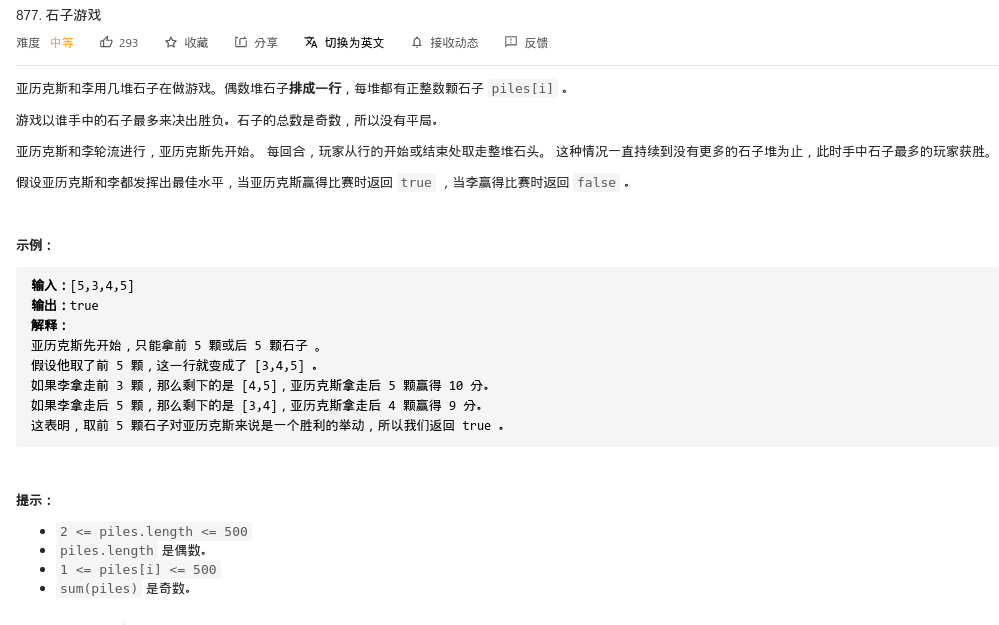 877. 石子游戏
难度 中等 293 收藏 分享 切换为英文 接收动态 反馈
亚历克斯和李用几堆石子在做游戏。偶数堆石子排成一行，每堆都有正整数颗石子 piles[i] 。
游戏以谁手中的石子最多来决出胜负。石子的总数是奇数，所以没有平局。
亚历克斯和李轮流进行，亚历克斯先开始。 每回合，玩家从行的开始或结束处取走整堆石头。 这种情况一直持续到没有更多的石子堆为止，此时手中石子最多的玩家获胜。
假设亚历克斯和李都发挥出最佳水平，当亚历克斯赢得比赛时返回 true ，当李赢得比赛时返回 false 。
示例：
输入：[5,3,4,5]
输出：true
解释：
亚历克斯先开始，只能拿前 5 颗或后 5 颗石子 。
假设他取了前 5 颗，这一行就变成了 [3,4,5] 。
如果李拿走前 3 颗，那么剩下的是 [4,5]，亚历克斯拿走后 5 颗赢得 10 分。
如果李拿走后 5 颗，那么剩下的是 [3,4]，亚历克斯拿走后 4 颗赢得 9 分。
这表明，取前 5 颗石子对亚历克斯来说是一个胜利的举动，所以我们返回 true 。
提示：
2 <= piles.length <= 500
piles.length 是偶数。
1 <= piles[i] <= 500
sum(piles) 是奇数。